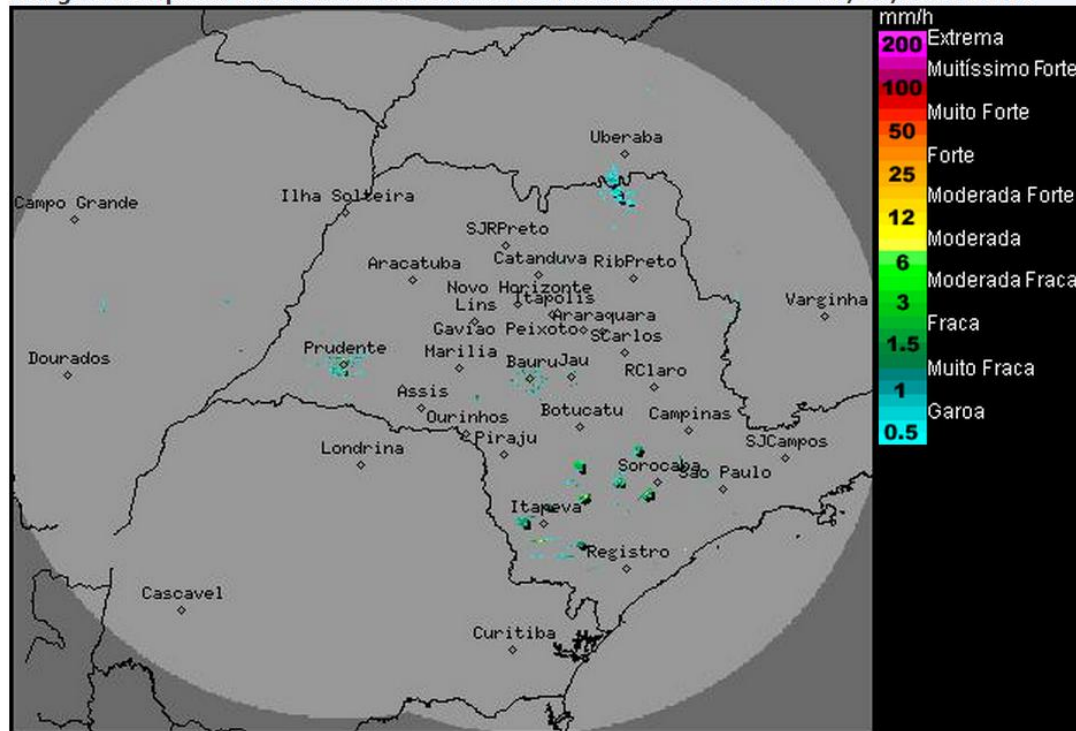 mm/h
200 Extrema
Muitíssimo Forte
100
Muito Forte
50
Forte
25
Moderada Forte
12
Moderada
6
Moderada Fraca
3
Fraca
1.5
Muito Fraca
1
Garoa
0.5
Uberaba
Campo Grande
Ilha Solteira
SJRPreto
Aracatuba
Catanduva
RibPreto
Novo Horizonte
Lins
Itapolis
Araraquara
Varginha
Gaviao Peixoto
SCarlos
Prudente
Marilia
Bauru
Jau
Dourados
RClaro
Assis
Ourinhos
Botucatu
Campinas
Piraju
SJCampos
Londrina
Sorocaba
Sao Paulo
Itapeva
Registro
Cascavel
Curitiba